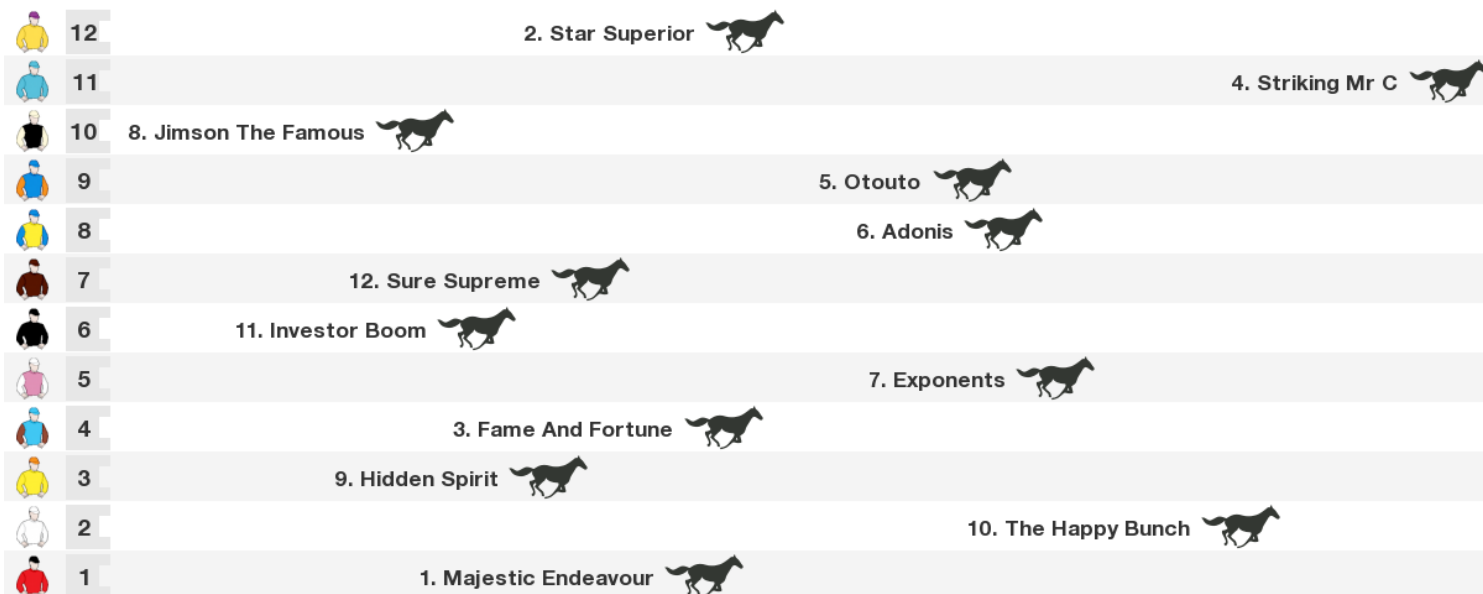 12 2. Star Superior
11 4. Striking Mr C
10 8. Jimson The Famous
9 5. Otouto
8 6. Adonis
7 12. Sure Supreme
6 11. Investor Boom
5 7. Exponents
4 3. Fame And Fortune
3 9. Hidden Spirit
2 10. The Happy Bunch
1 1. Majestic Endeavour